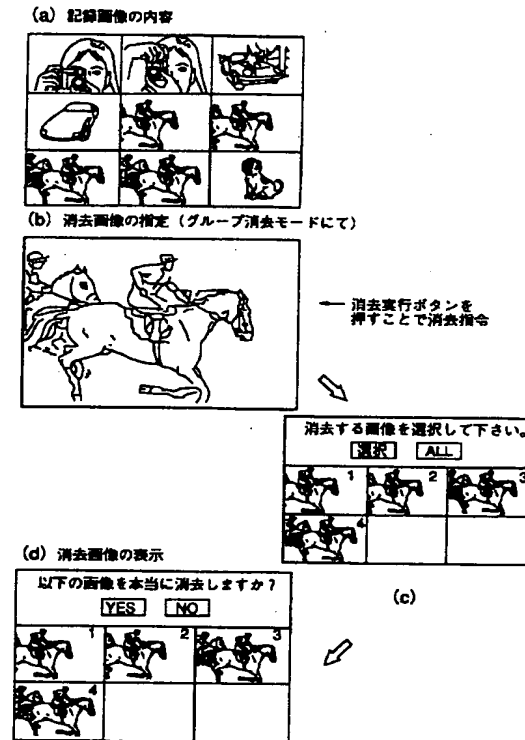 (a) 記録画像の内容
(b) 消去画像の指定(グループ消去モードにて)
消去実行ボタンを
押すことで消去指令
消去する画像を選択して下さい。
選択 ALL
1 2 3
4
(c)
(d) 消去画像の表示
以下の画像を本当に消去しますか?
YES NO
1 2 3
4